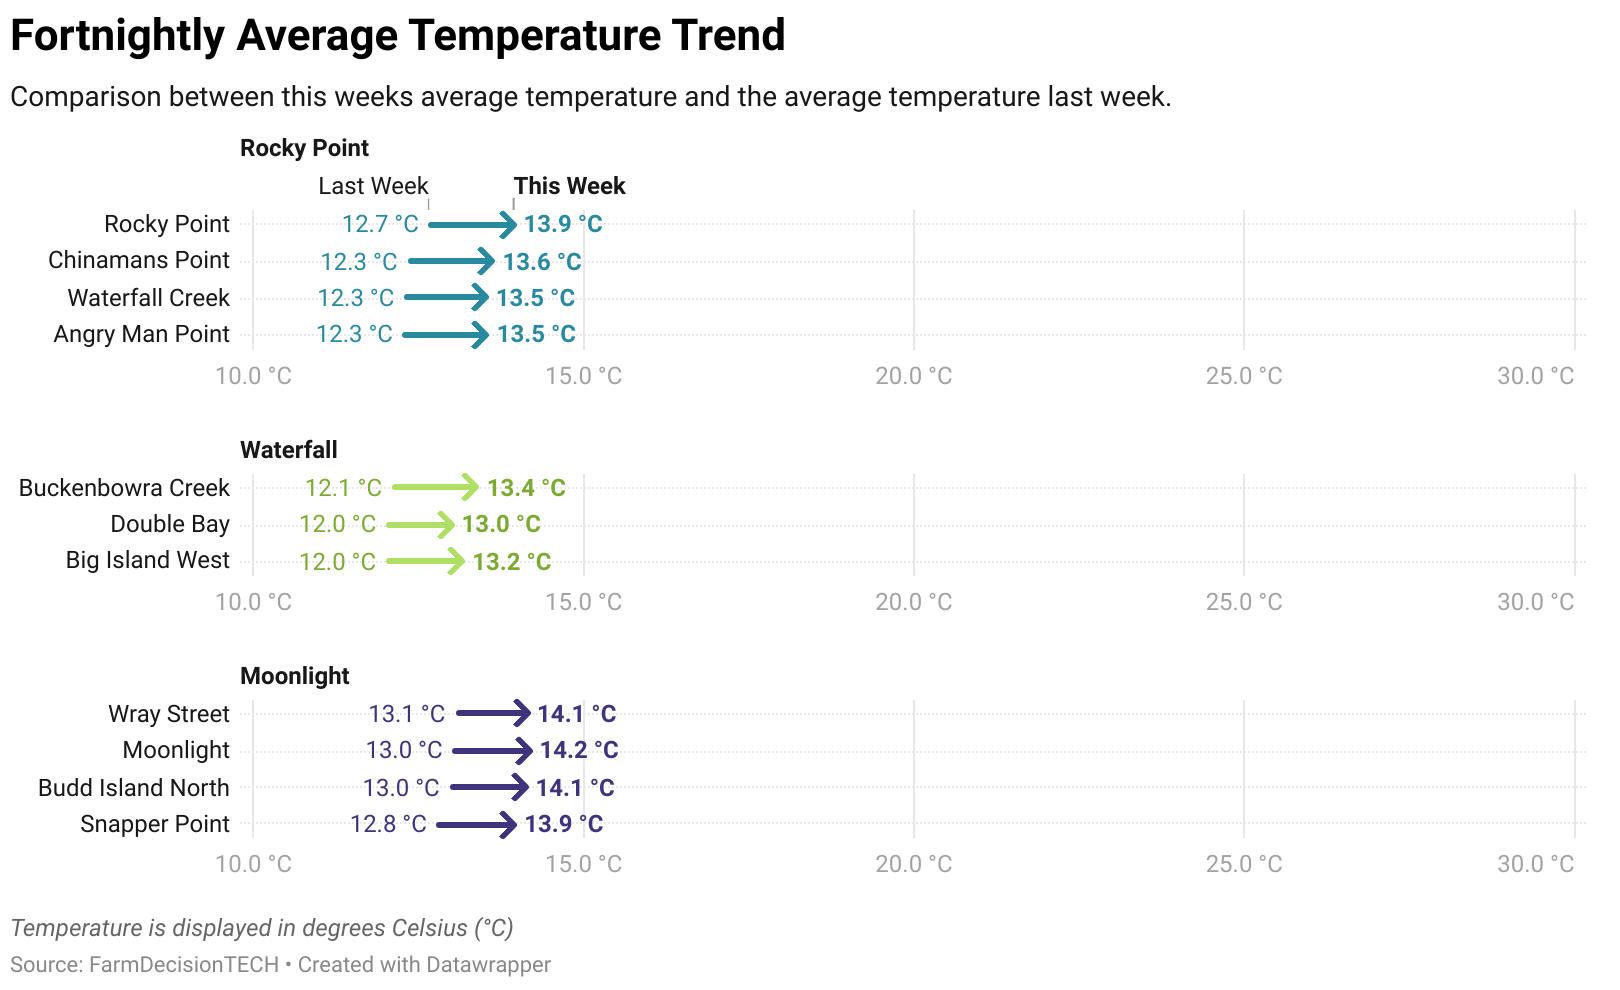 Fortnightly Average Temperature Trend
Comparison between this weeks average temperature and the average temperature last week.
Rocky Point
Last Week This Week
Rocky Point 12.7 °C 13.9 °C
Chinamans Point 12.3 °C 13.6 °C
Waterfall Creek 12.3 °C 13.5 °C
Angry Man Point 12.3 °C 13.5 °C
10.0 °C 15.0 °C 20.0 °C 25.0 °C 30.0 °C
Waterfall
Buckenbowra Creek 12.1 °C 13.4 °C
Double Bay 12.0 °C 13.0 °C
Big Island West 12.0 °C 13.2 °C
10.0 °C 15.0 °C 20.0 °C 25.0 °C 30.0 °C
Moonlight
Wray Street 13.1 °C 14.1 °C
Moonlight 13.0 °C 14.2 °C
Budd Island North 13.0 °C 14.1 °C
Snapper Point 12.8 °C 13.9 °C
10.0 °C 15.0 °C 20.0 °C 25.0 °C 30.0 °C
Temperature is displayed in degrees Celsius (°C)
Source: FarmDecisionTECH • Created with Datawrapper